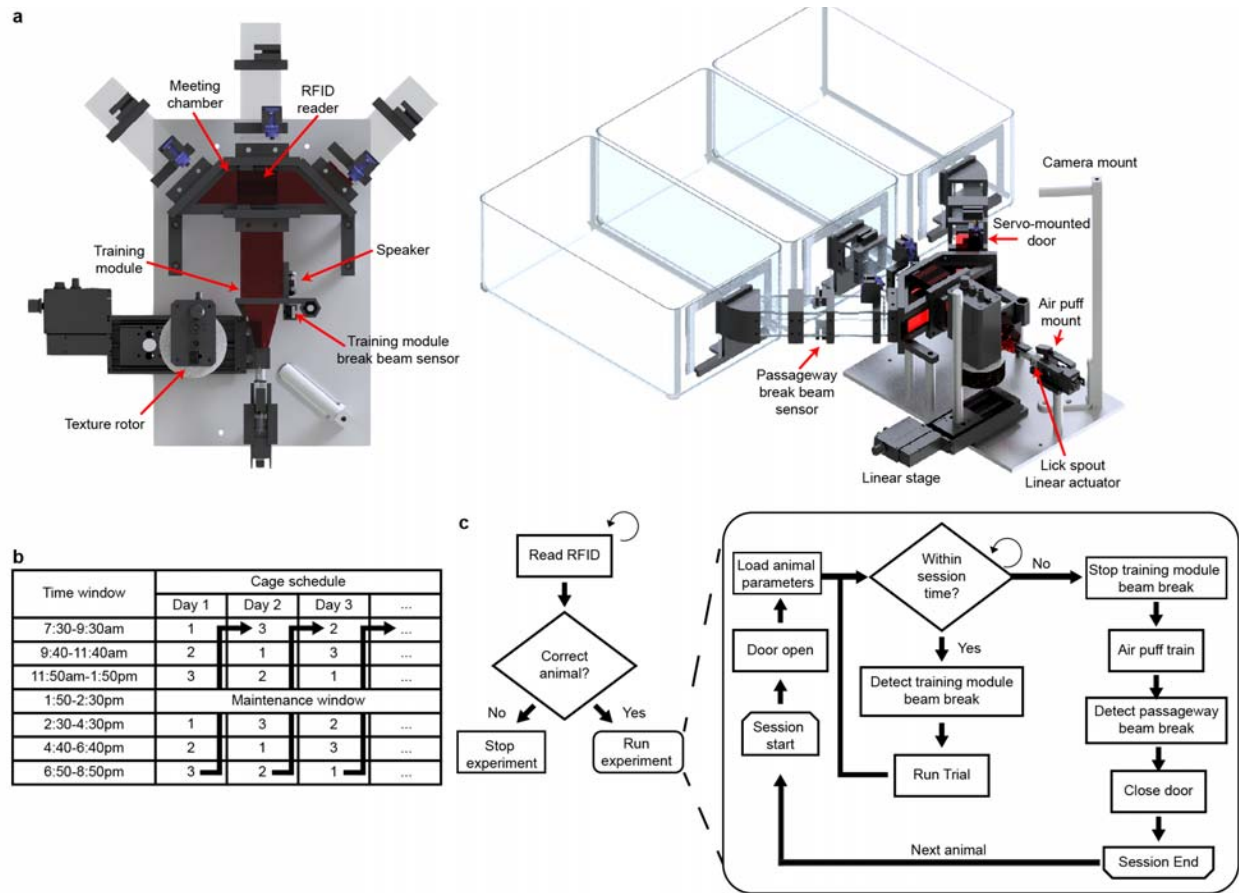 a
Meeting
chamber
RFID
reader
Training
module
Speaker
Training module
break beam sensor
Texture rotor
Camera mount
Servo-mounted
door
Air puff
mount
Passageway
break beam
sensor
Linear stage
Lick spout
Linear actuator
b
Time window
Cage schedule
Day 1 Day 2 Day 3 ...
7:30-9:30am 1 3 2 ...
9:40-11:40am 2 1 3 ...
11:50am-1:50pm 3 2 1 ...
1:50-2:30pm Maintenance window
2:30-4:30pm 1 3 2 ...
4:40-6:40pm 2 1 3 ...
6:50-8:50pm 3 2 1 ...
c
Read RFID
Correct
animal?
No
Yes
Stop
experiment
Run
experiment
Load animal
parameters
Door open
Session
start
Within
session
time?
No
Yes
Detect training module
beam break
Run Trial
Stop training module
beam break
Air puff train
Detect passageway
beam break
Close door
Session End
Next animal